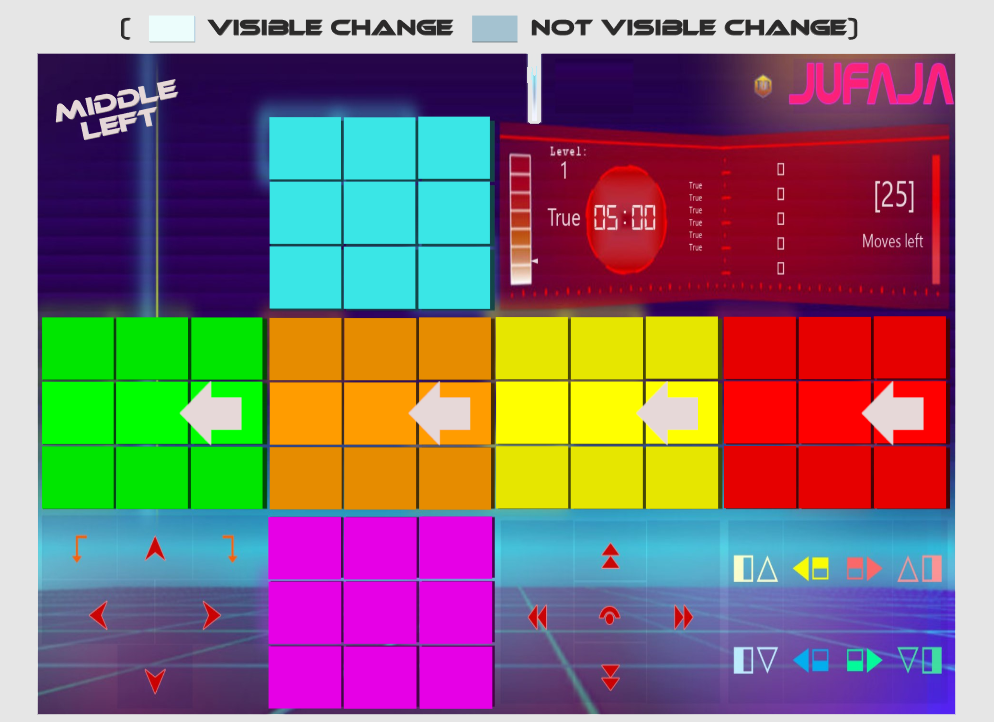 ( VISIBLE CHANGE NOT VISIBLE CHANGE)
MIDDLE
LEFT
JUFAJA
Level:
1
True
05:00
True
True
True
True
True
True
[25]
Moves left